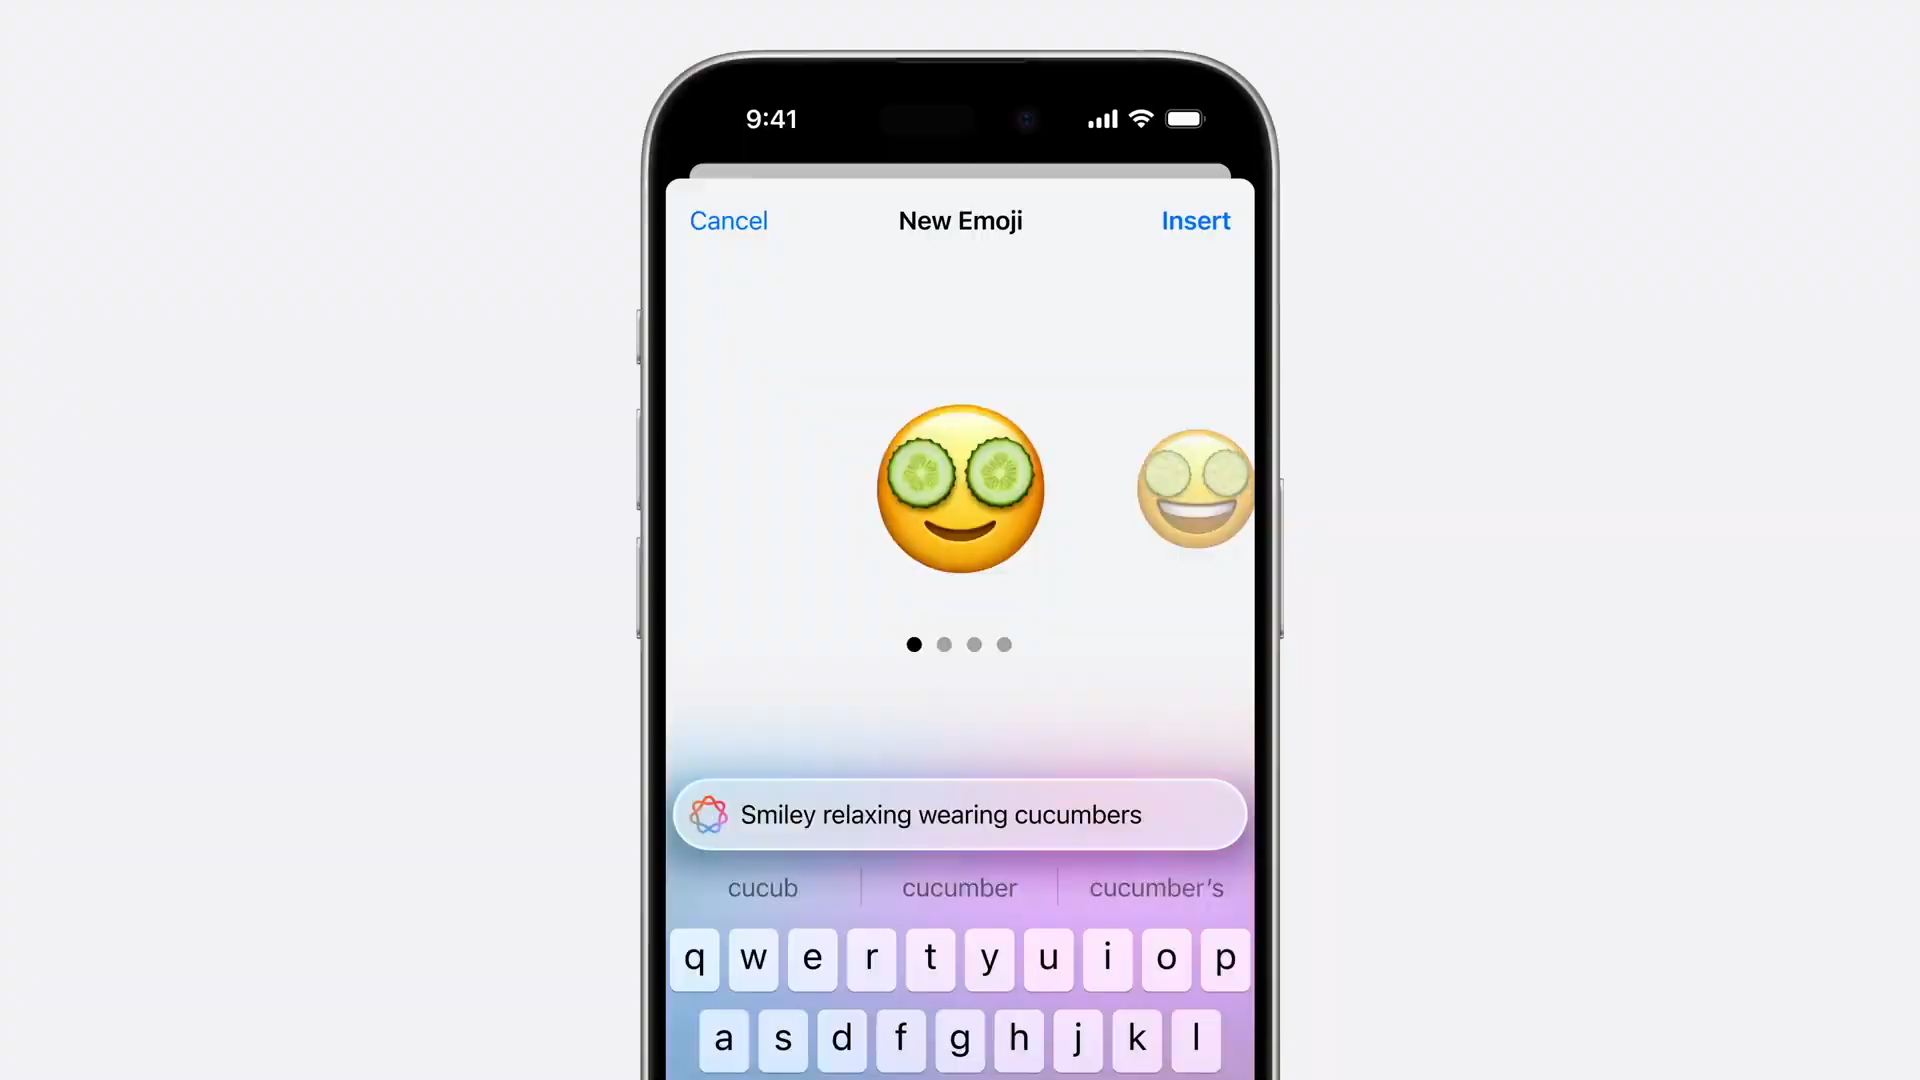 9:41
Cancel New Emoji Insert
Smiley relaxing wearing cucumbers
cucub cucumber cucumber’s
q w e r t y u i o p
a s d f g h j k l